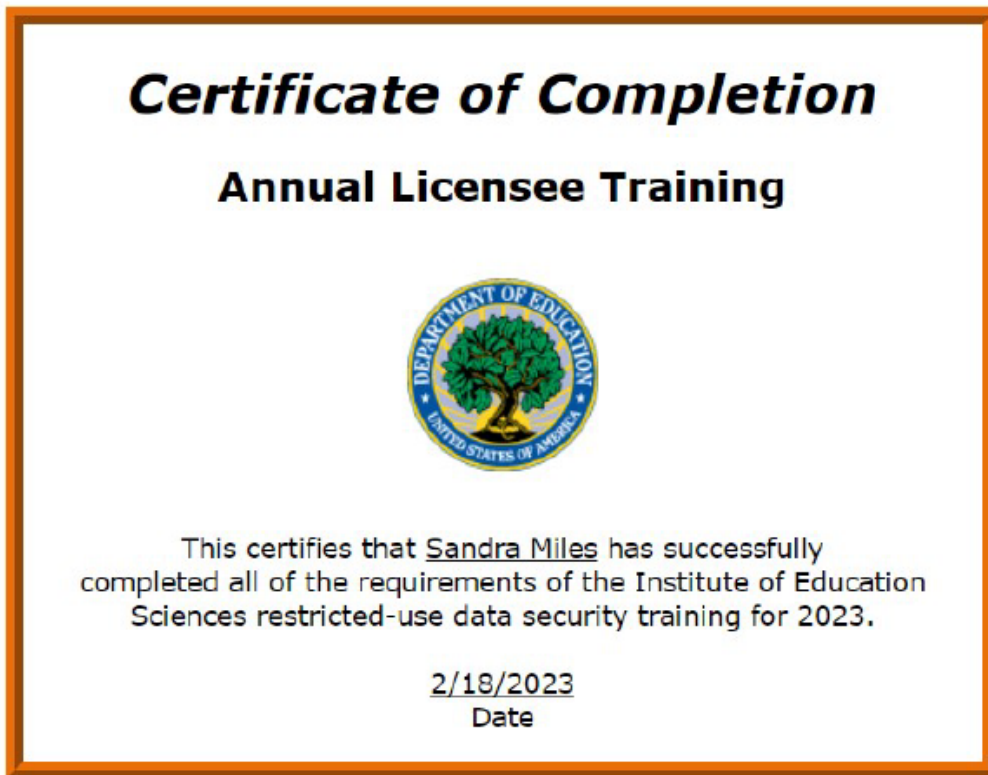 Certificate of Completion
Annual Licensee Training
DEPARTMENT OF EDUCATION
UNITED STATES OF AMERICA
This certifies that Sandra Miles has successfully
completed all of the requirements of the Institute of Education
Sciences restricted-use data security training for 2023.
2/18/2023
Date